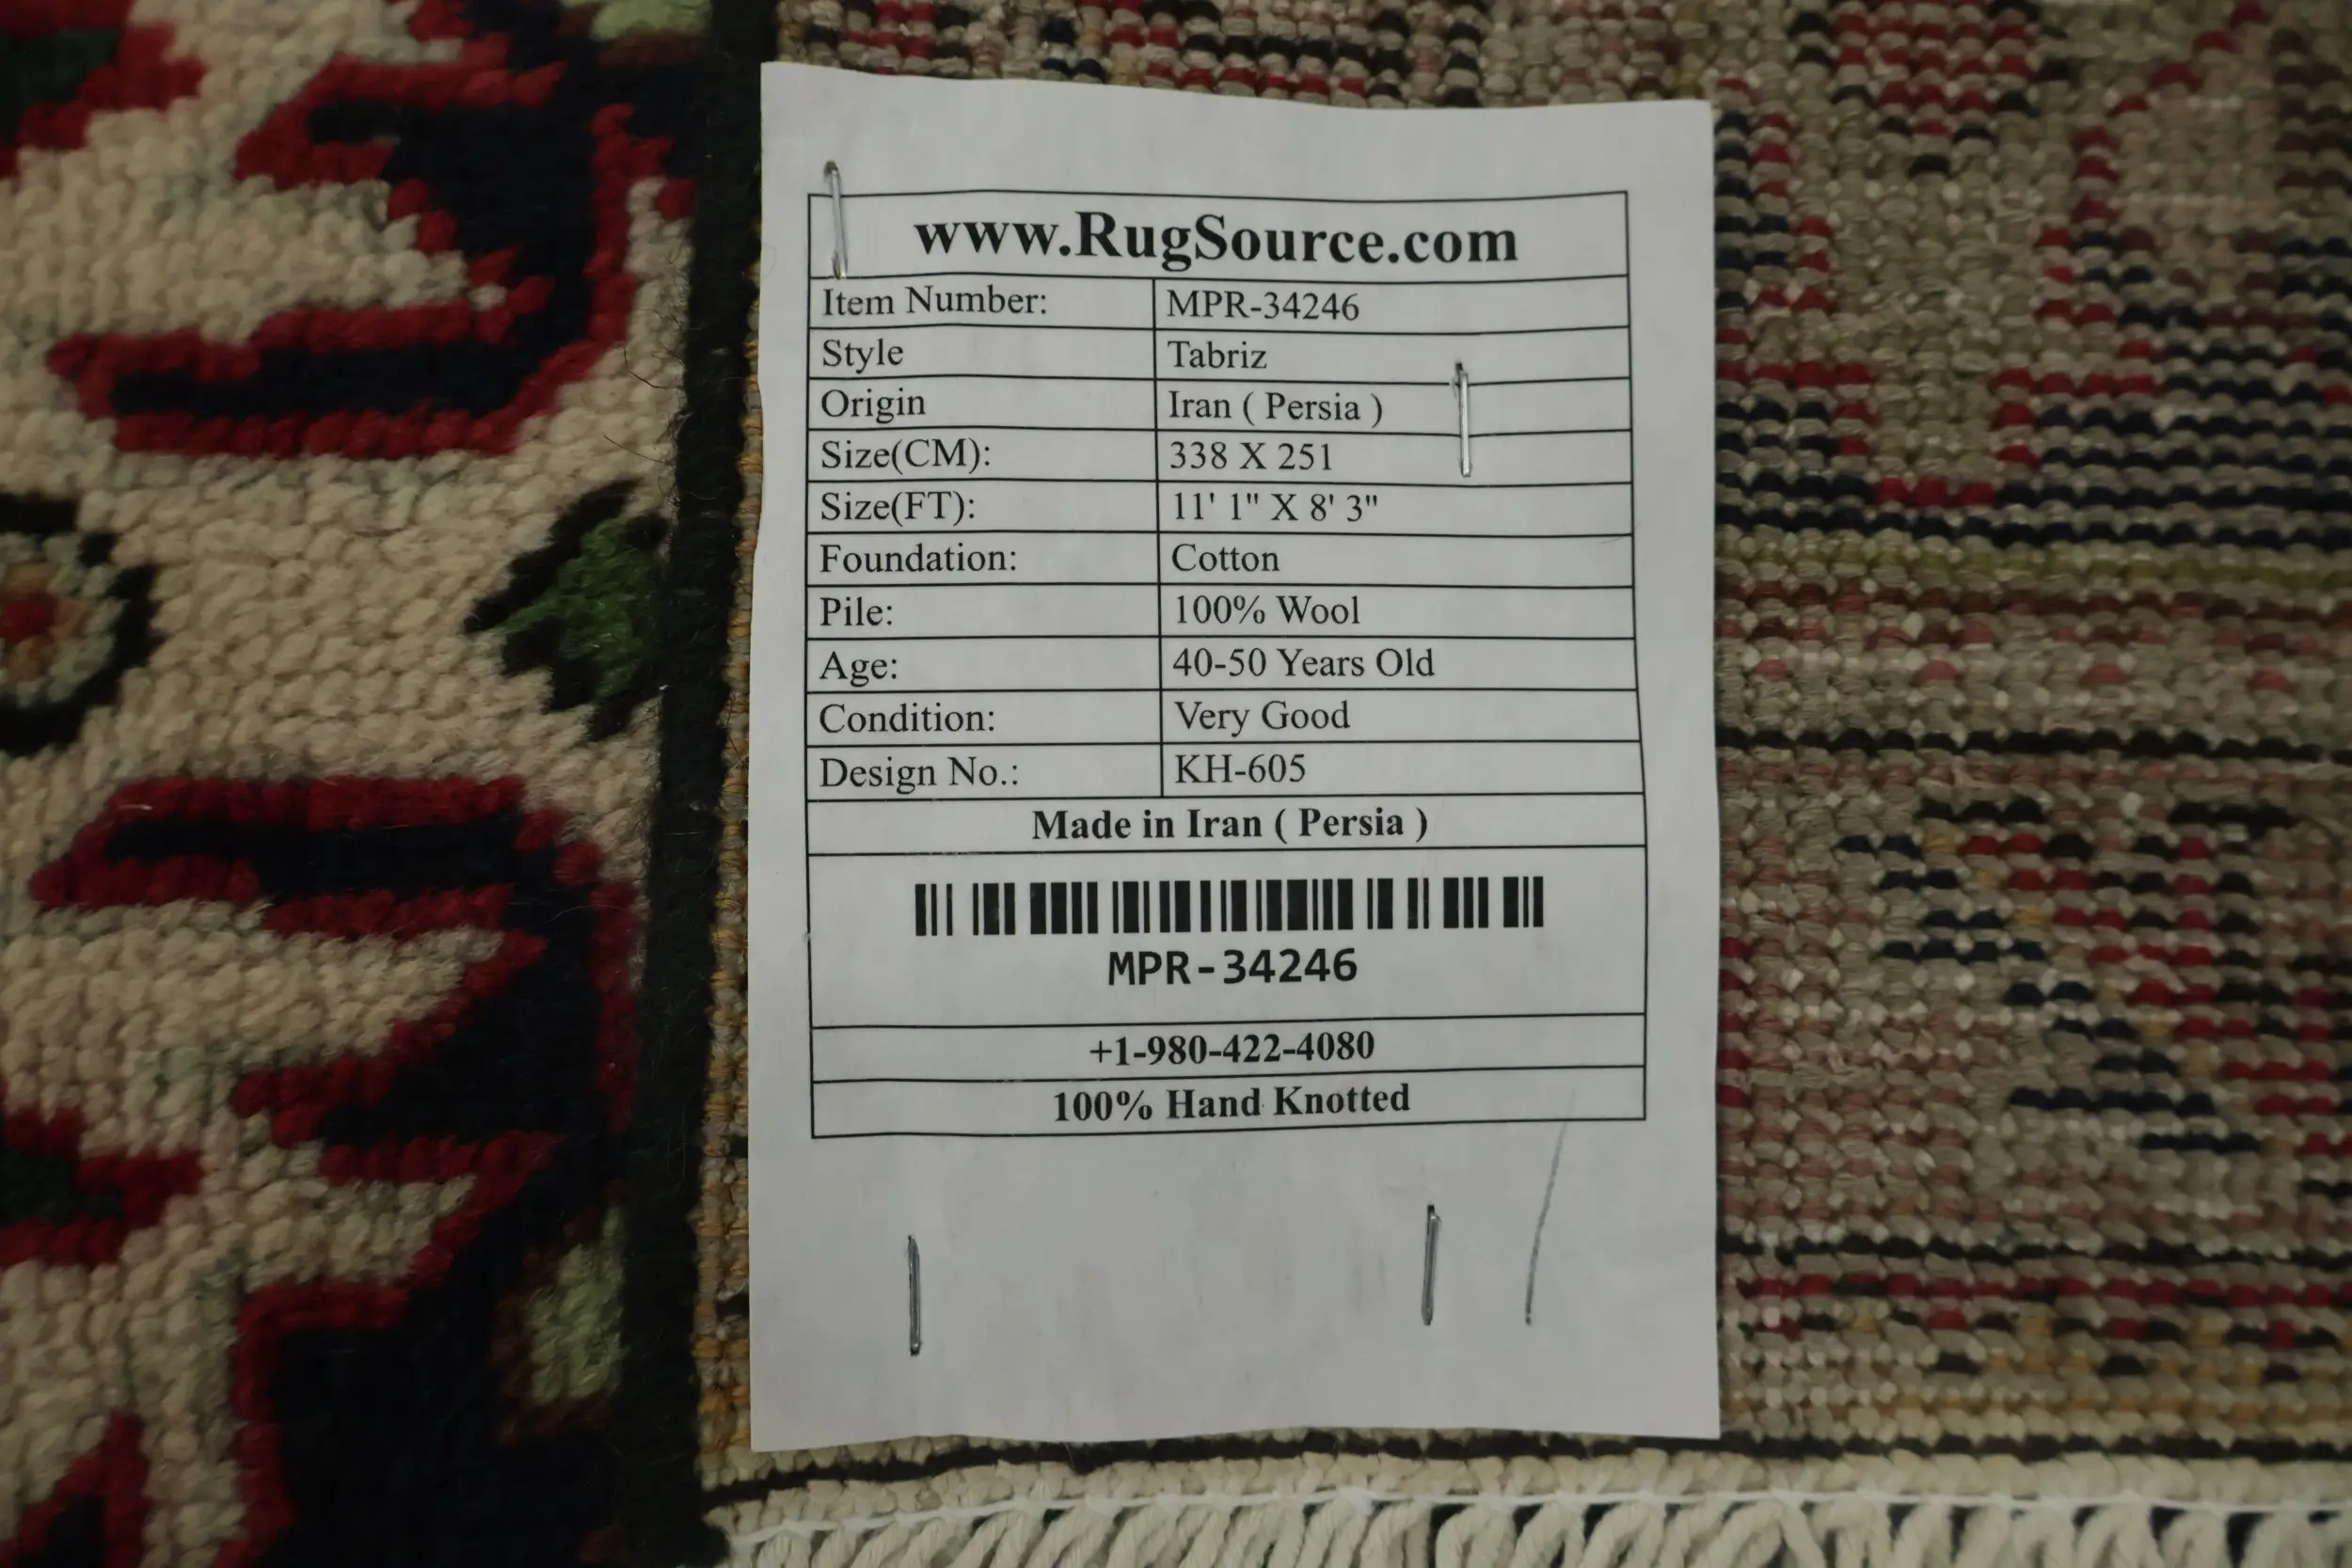 www.RugSource.com
Item Number: MPR-34246
Style Tabriz
Origin Iran ( Persia )
Size(CM): 338 X 251
Size(FT): 11' 1" X 8' 3"
Foundation: Cotton
Pile: 100% Wool
Age: 40-50 Years Old
Condition: Very Good
Design No.: KH-605
Made in Iran ( Persia )
MPR-34246
+1-980-422-4080
100% Hand Knotted